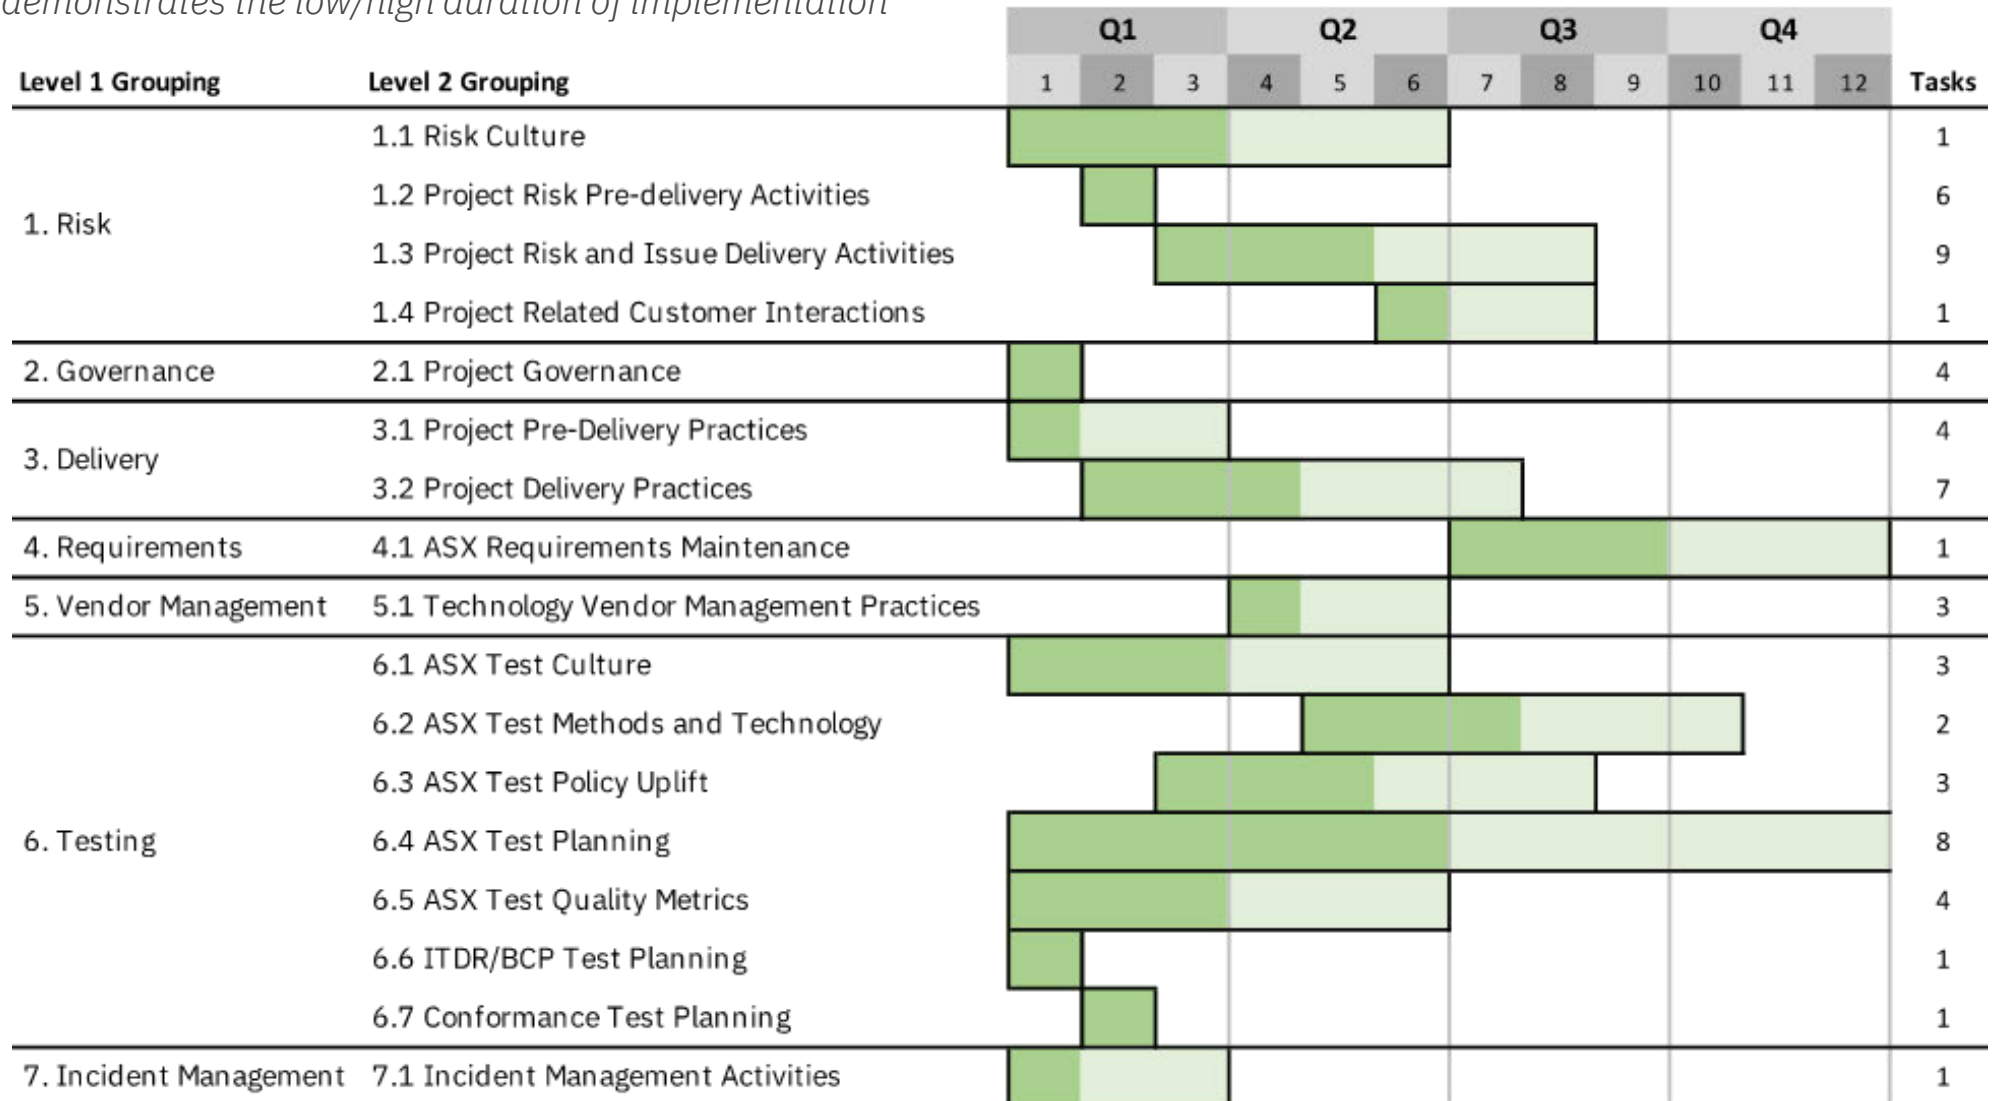 demonstrates the low/high duration of implementation
Q1 Q2 Q3 Q4
Level 1 Grouping Level 2 Grouping 1 2 3 4 5 6 7 8 9 10 11 12 Tasks
1.1 Risk Culture 1
1.2 Project Risk Pre-delivery Activities 6
1. Risk
1.3 Project Risk and Issue Delivery Activities 9
1.4 Project Related Customer Interactions 1
2. Governance 2.1 Project Governance 4
3.1 Project Pre-Delivery Practices 4
3. Delivery
3.2 Project Delivery Practices 7
4. Requirements 4.1 ASX Requirements Maintenance 1
5. Vendor Management 5.1 Technology Vendor Management Practices 3
6.1 ASX Test Culture 3
6.2 ASX Test Methods and Technology 2
6.3 ASX Test Policy Uplift 3
6. Testing 6.4 ASX Test Planning 8
6.5 ASX Test Quality Metrics 4
6.6 ITDR/BCP Test Planning 1
6.7 Conformance Test Planning 1
7. Incident Management 7.1 Incident Management Activities 1